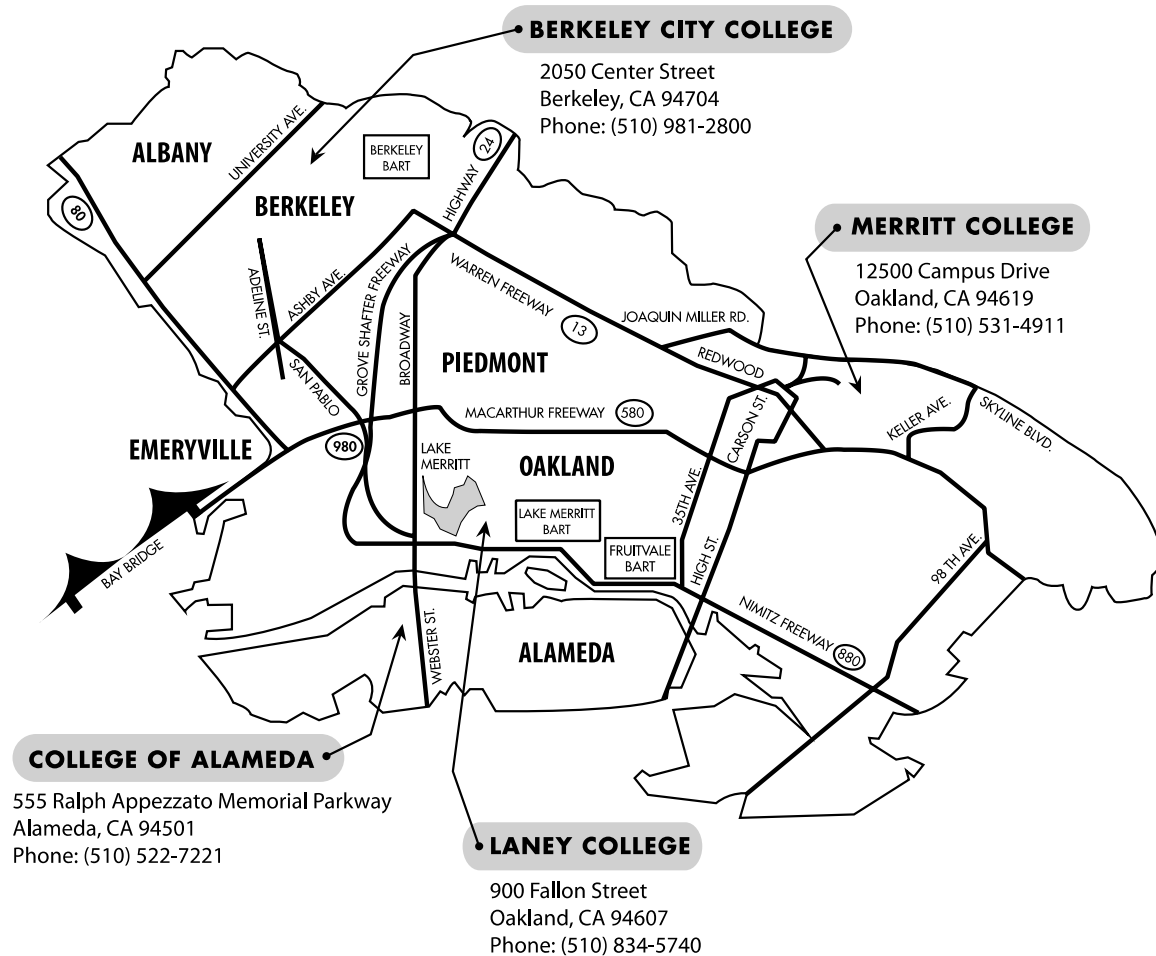 BERKELEY CITY COLLEGE
2050 Center Street
Berkeley, CA 94704
Phone: (510) 981-2800
ALBANY
UNIVERSITY AVE.
BERKELEY
BART
HIGHWAY
24
80
BERKELEY
MERRITT COLLEGE
12500 Campus Drive
Oakland, CA 94619
Phone: (510) 531-4911
ADELINE ST.
ASHBY AVE.
GROVE SHAFTER FREEWAY
BROADWAY
WARREN FREEWAY
13
JOAQUIN MILLER RD.
REDWOOD
SAN PABLO
PIEDMONT
MACARTHUR FREEWAY
580
CARSON ST.
KELLER AVE.
SKYLINE BLVD.
EMERYVILLE
980
LAKE
MERRITT
OAKLAND
35TH AVE.
LAKE MERRITT
BART
FRUITVALE
BART
HIGH ST.
98 TH AVE.
BAY BRIDGE
NIMITZ FREEWAY
880
WEBSTER ST.
ALAMEDA
COLLEGE OF ALAMEDA
555 Ralph Appezzato Memorial Parkway
Alameda, CA 94501
Phone: (510) 522-7221
LANEY COLLEGE
900 Fallon Street
Oakland, CA 94607
Phone: (510) 834-5740